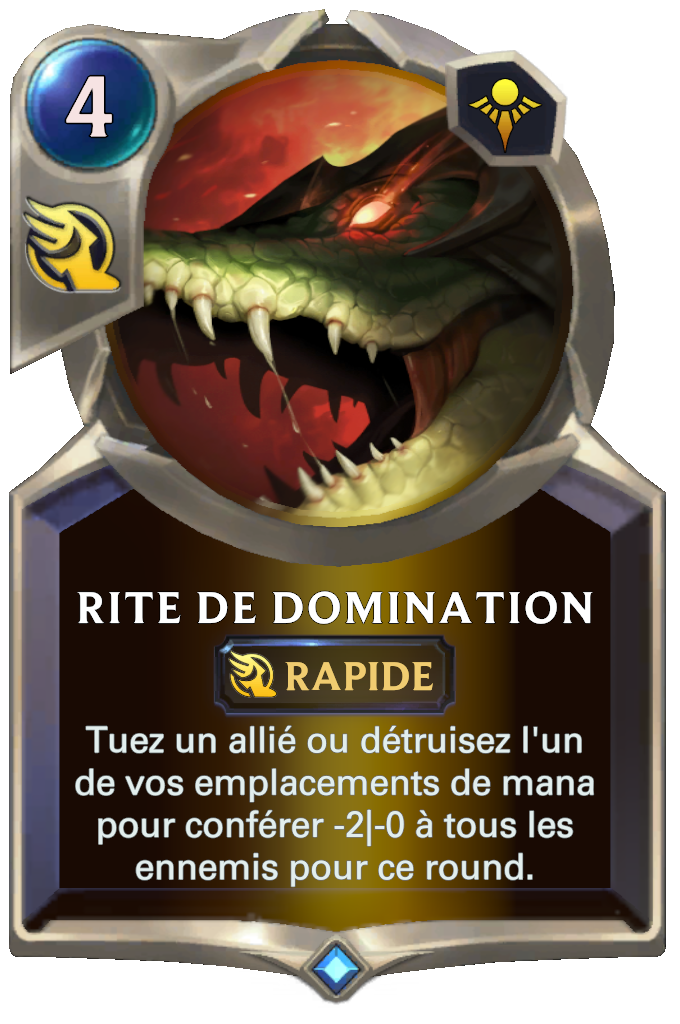 4
RITE DE DOMINATION
RAPIDE
Tuez un allié ou détruisez l'un
de vos emplacements de mana
pour conférer -2|-0 à tous les
ennemis pour ce round.